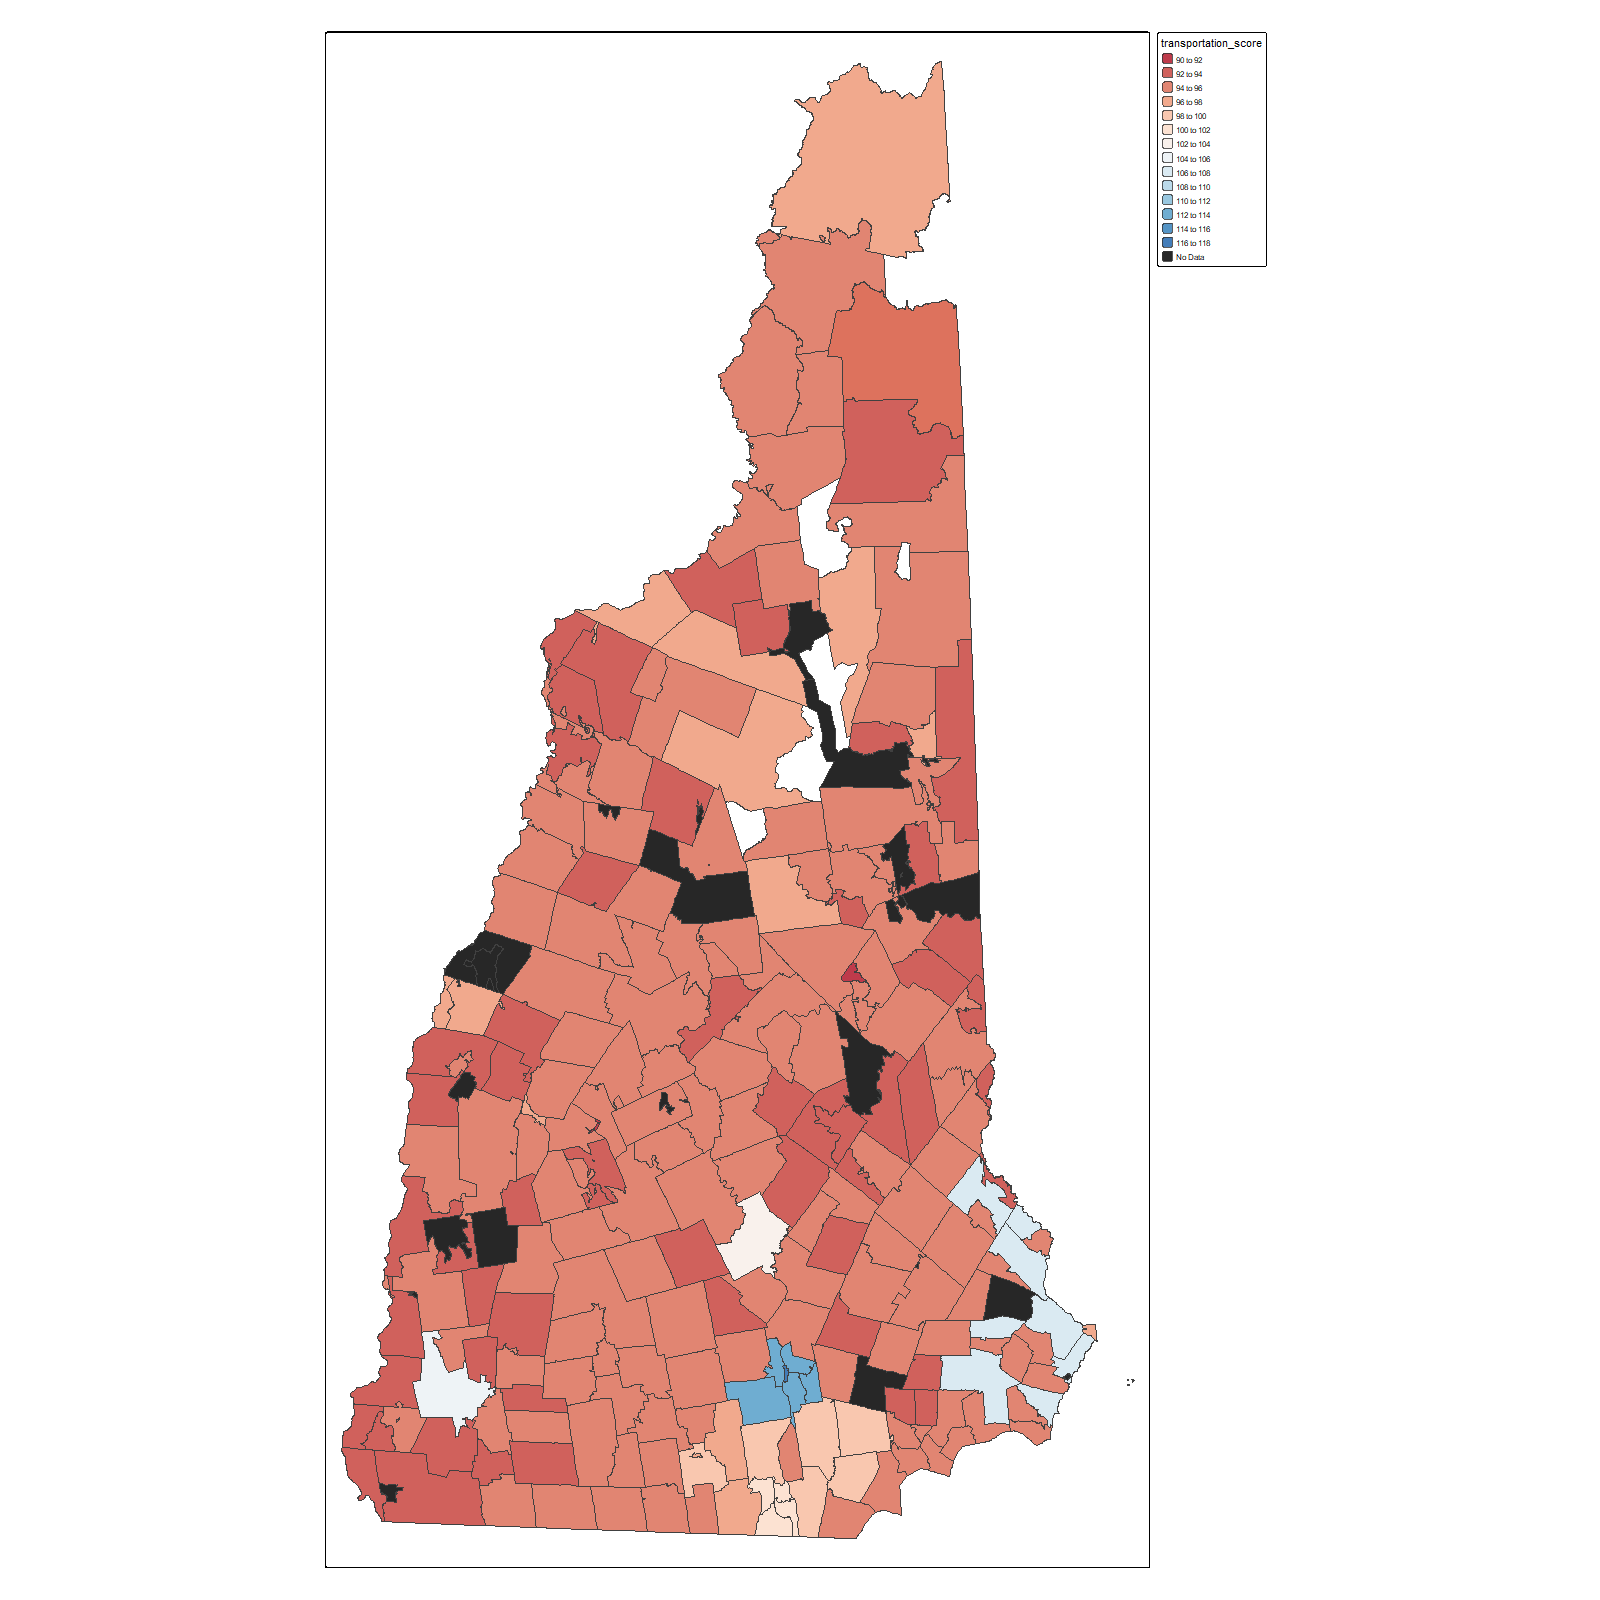 transportation_score
90 to 92
92 to 94
94 to 96
96 to 98
98 to 100
100 to 102
102 to 104
104 to 106
106 to 108
108 to 110
110 to 112
112 to 114
114 to 116
116 to 118
No Data